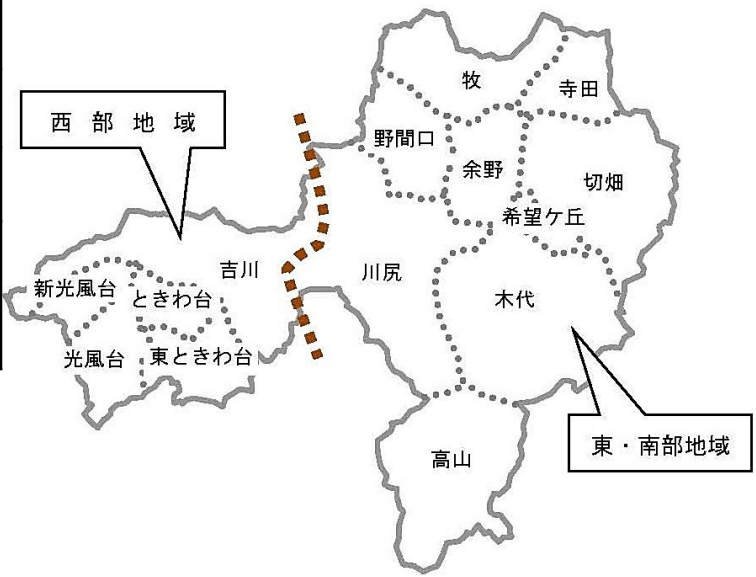 牧
寺田
西部地域
野間口
余野
切畑
希望ケ丘
吉川
川尻
新光風台
ときわ台
木代
光風台
東ときわ台
東・南部地域
高山